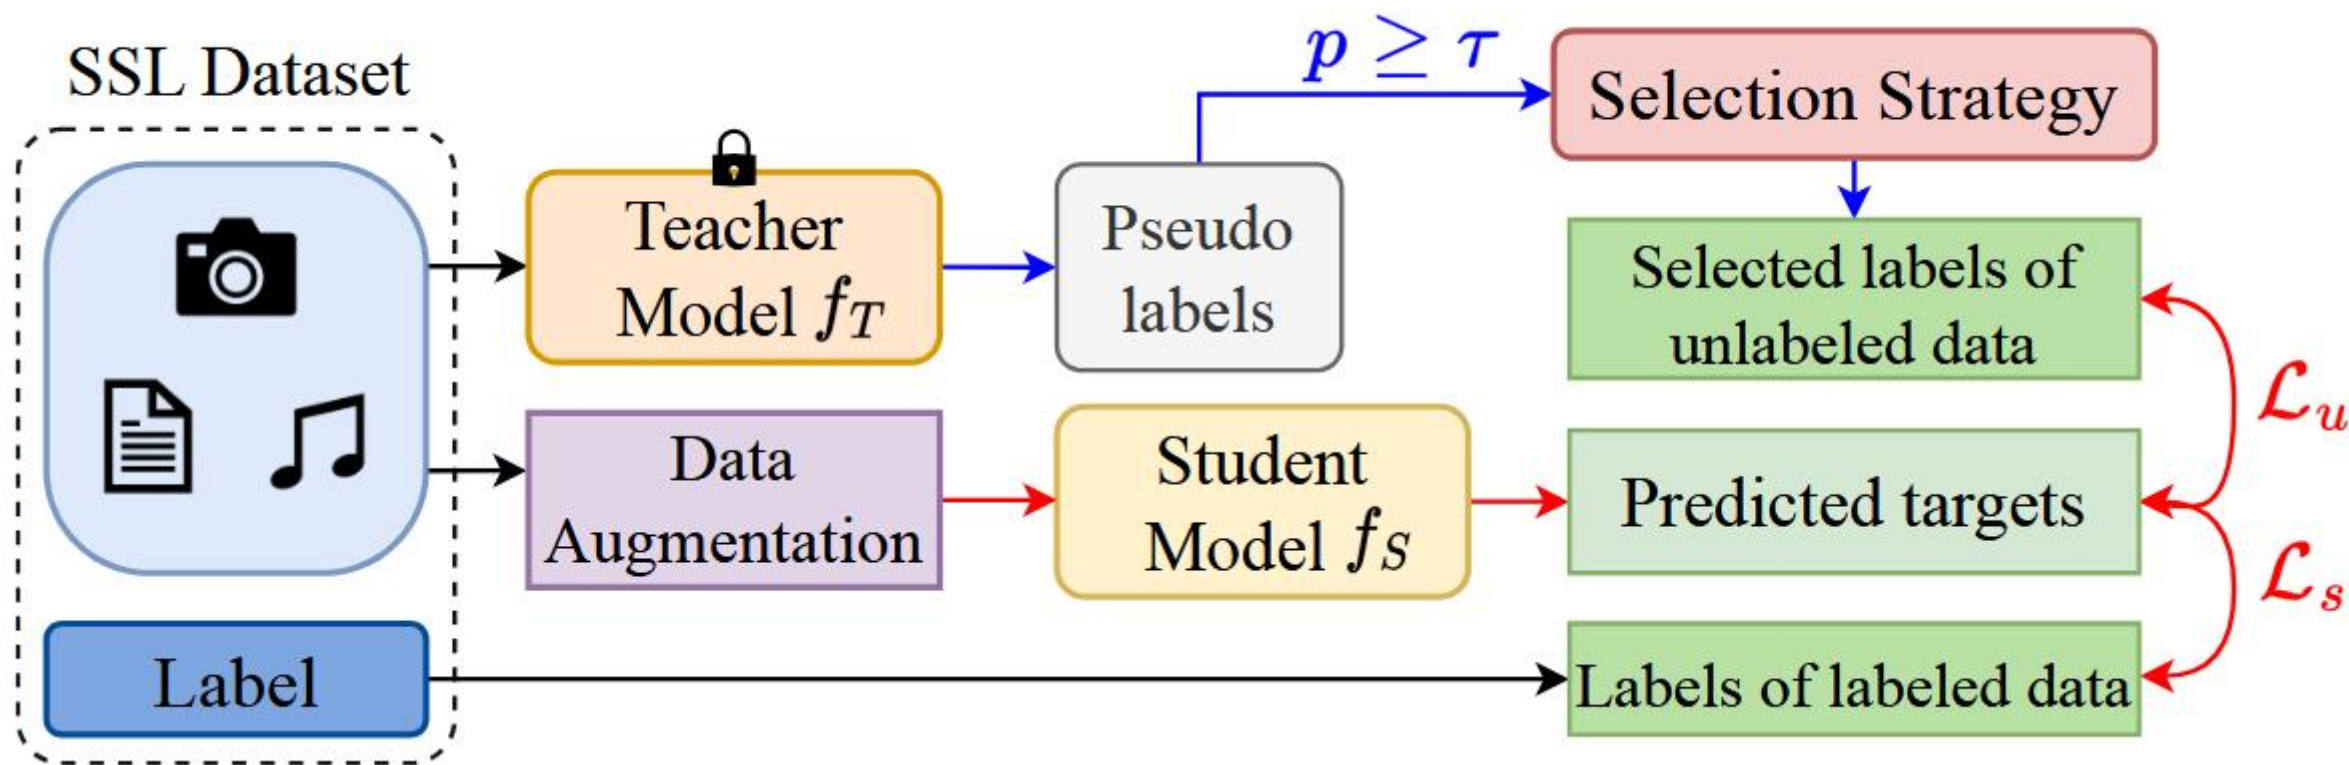 SSL Dataset
p ≥ τ
Selection Strategy
Teacher
Model f_T
Pseudo
labels
Selected labels of
unlabeled data
ℒ_u
Data
Augmentation
Student
Model f_S
Predicted targets
ℒ_s
Label
Labels of labeled data